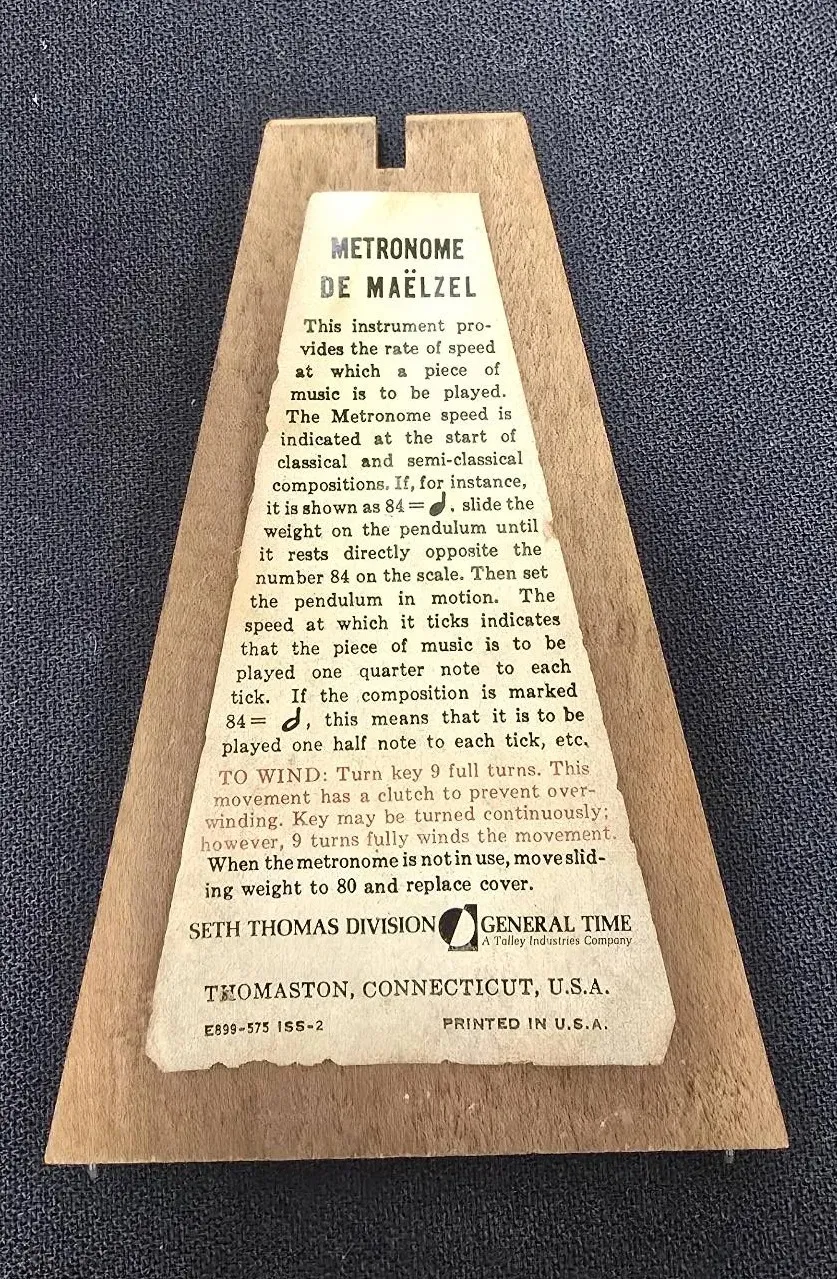 METRONOME
DE MAËLZEL
This instrument pro-
vides the rate of speed
at which a piece of
music is to be played.
The Metronome speed is
indicated at the start of
classical and semi-classical
compositions. If, for instance,
it is shown as 84=𝅘𝅥, slide the
weight on the pendulum until
it rests directly opposite the
number 84 on the scale. Then set
the pendulum in motion. The
speed at which it ticks indicates
that the piece of music is to be
played one quarter note to each
tick. If the composition is marked
84= 𝅗𝅥, this means that it is to be
played one half note to each tick, etc.
TO WIND: Turn key 9 full turns. This
movement has a clutch to prevent over-
winding. Key may be turned continuously;
however, 9 turns fully winds the movement.
When the metronome is not in use, move slid-
ing weight to 80 and replace cover.
SETH THOMAS DIVISION GENERAL TIME
A Talley Industries Company
THOMASTON, CONNECTICUT, U.S.A.
E899-575 ISS-2 PRINTED IN U.S.A.